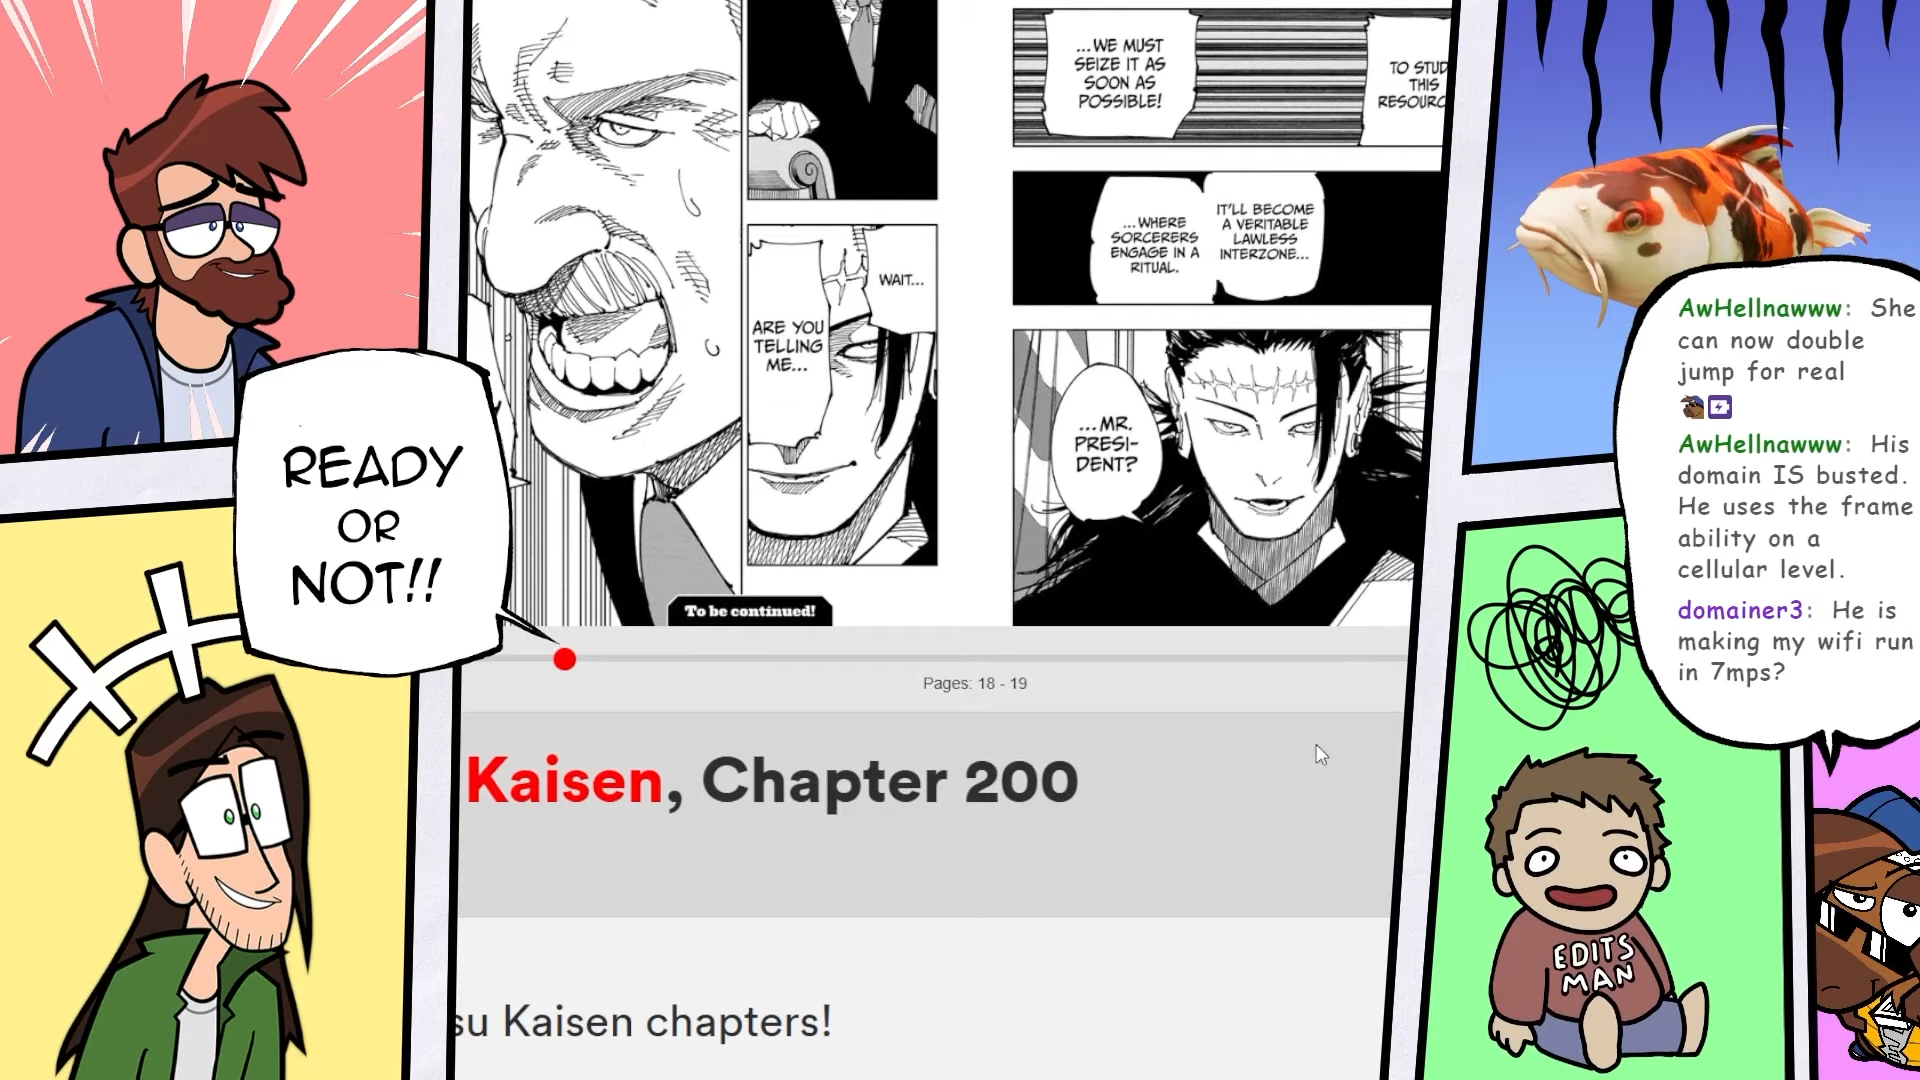 ...WE MUST
SEIZE IT AS
SOON AS
POSSIBLE!
THIS
...WHERE
SORCERERS
ENGAGE IN A
RITUAL.
IT'LL BECOME
A VERITABLE
LAWLESS
INTERZONE...
WAIT...
ARE YOU
TELLING
ME...
...MR.
PRESI-
DENT?
To be continued!
READY
OR
NOT!!
Pages: 18 - 19
Kaisen, Chapter 200
su Kaisen chapters!
AwHellnawww: She
can now double
jump for real
AwHellnawww: His
domain IS busted.
He uses the frame
ability on a
cellular level.
domainer3: He is
making my wifi run
in 7mps?
EDITS
MAN